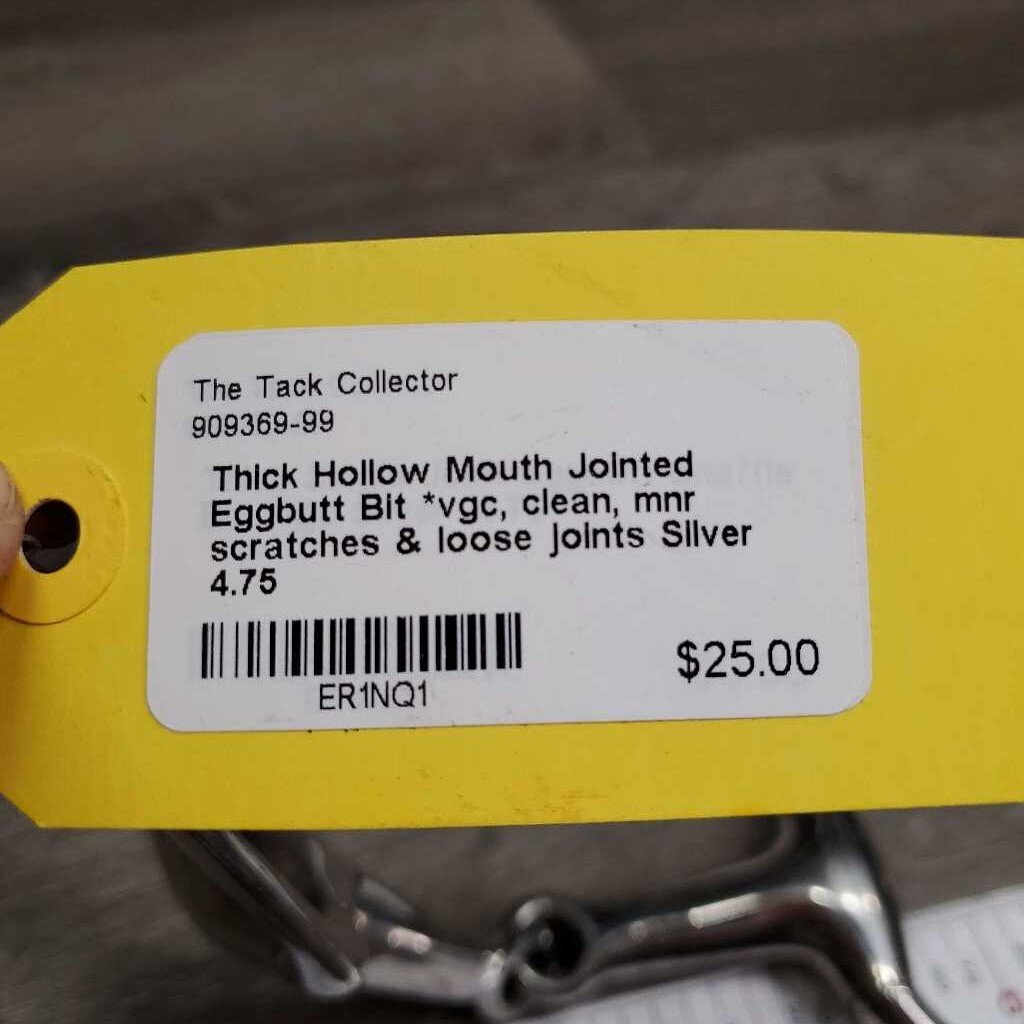 The Tack Collector
909369-99
Thick Hollow Mouth Jointed
Eggbutt Bit *vgc, clean, mnr
scratches & loose joints Silver
4.75
ER1NQ1
$25.00